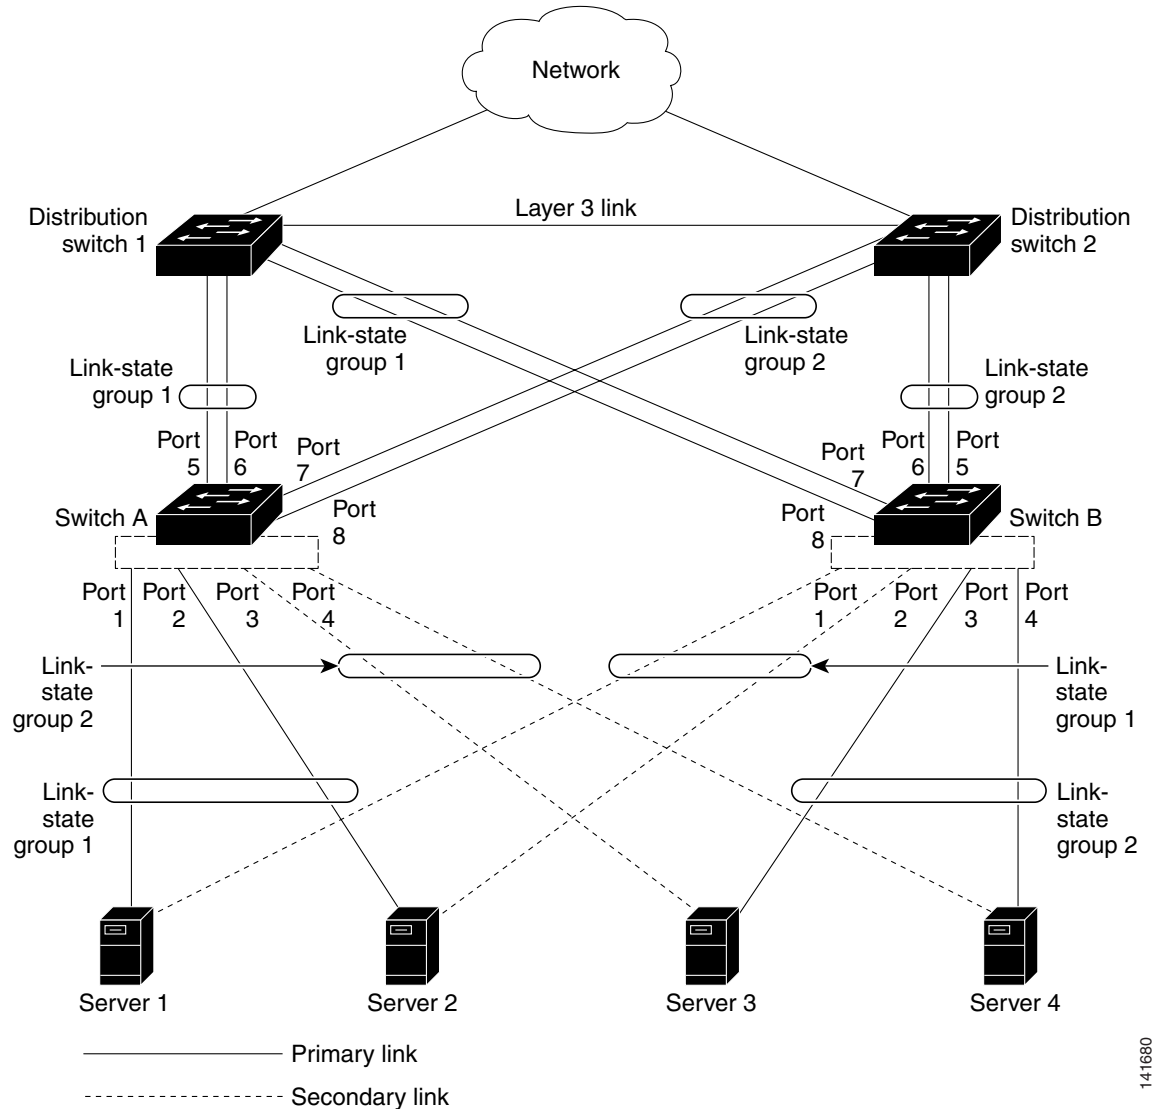 Network
Layer 3 link
Distribution
switch 1
Distribution
switch 2
Link-state
group 1
Link-state
group 2
Link-state
group 1
Link-state
group 2
Port
5
Port
6
Port
7
Port
8
Port
7
Port
6
Port
5
Port
8
Switch A
Switch B
Port
1
Port
2
Port
3
Port
4
Port
1
Port
2
Port
3
Port
4
Link-
state
group 2
Link-
state
group 1
Link-
state
group 1
Link-
state
group 2
Server 1
Server 2
Server 3
Server 4
Primary link
Secondary link
141680